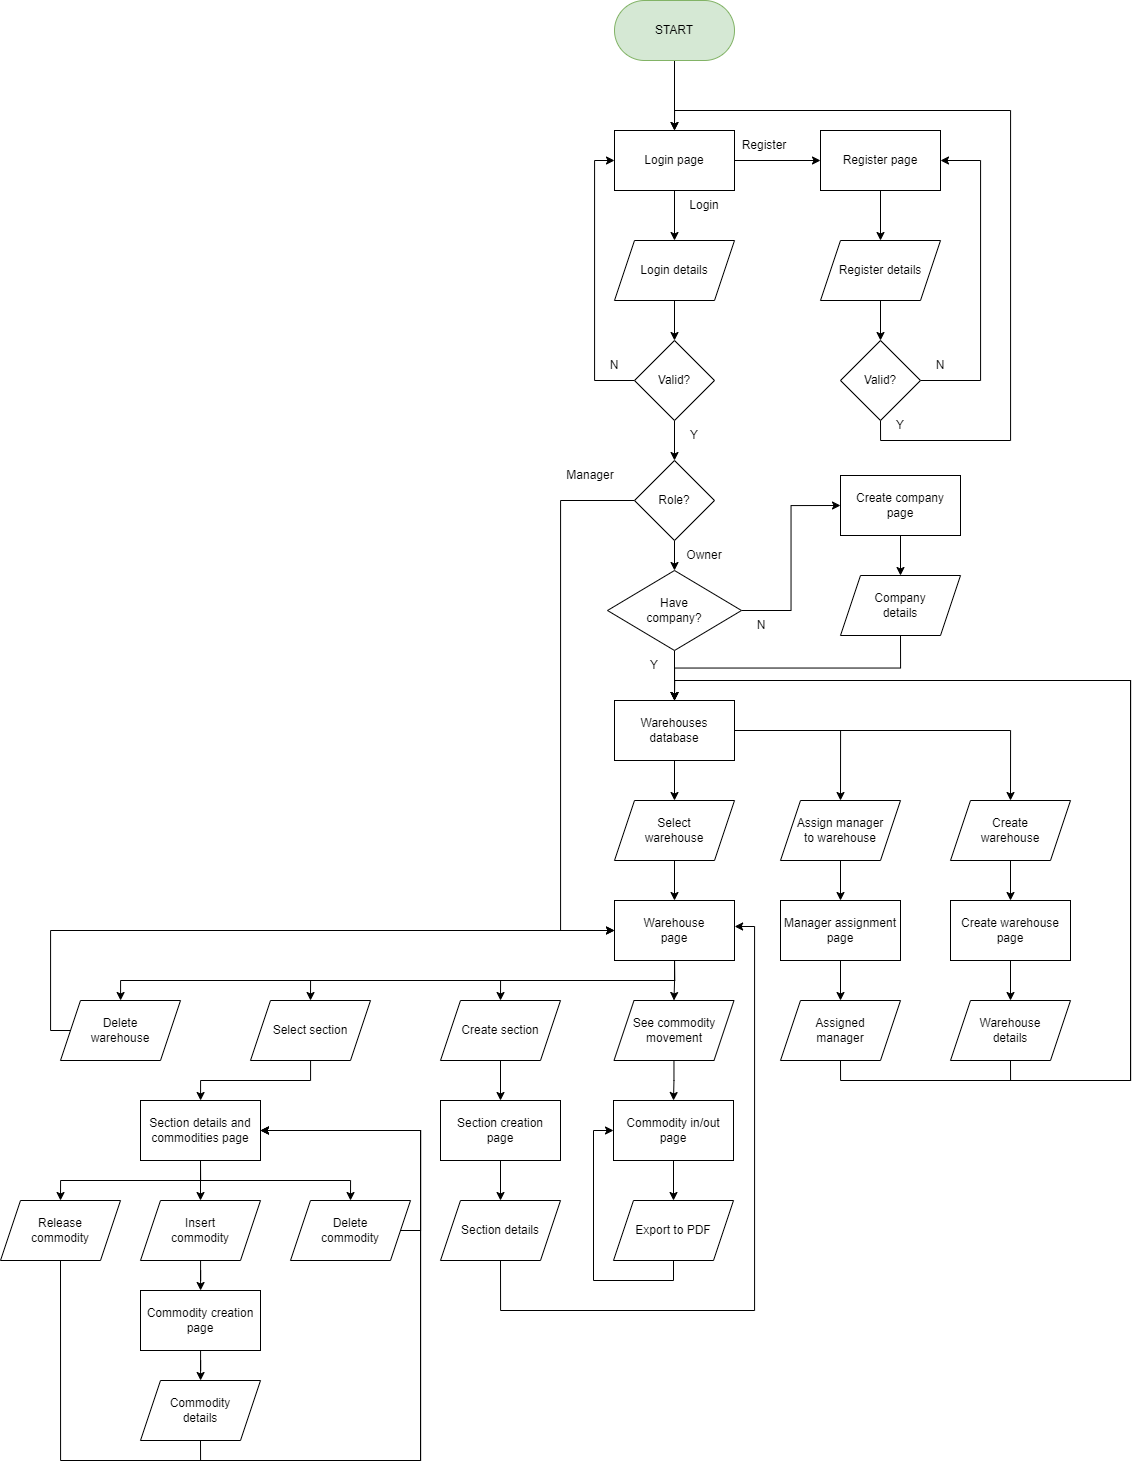 START
Login page
Register
Register page
Login
Login details
Register details
N
Valid?
Valid?
N
Y
Y
Manager
Role?
Create company
page
Owner
Have
company?
N
Company
details
Y
Warehouses
database
Select
warehouse
Assign manager
to warehouse
Create
warehouse
Warehouse
page
Manager assignment
page
Create warehouse
page
Delete
warehouse
Select section
Create section
See commodity
movement
Assigned
manager
Warehouse
details
Section details and
commodities page
Section creation
page
Commodity in/out
page
Release
commodity
Insert
commodity
Delete
commodity
Section details
Export to PDF
Commodity creation
page
Commodity
details